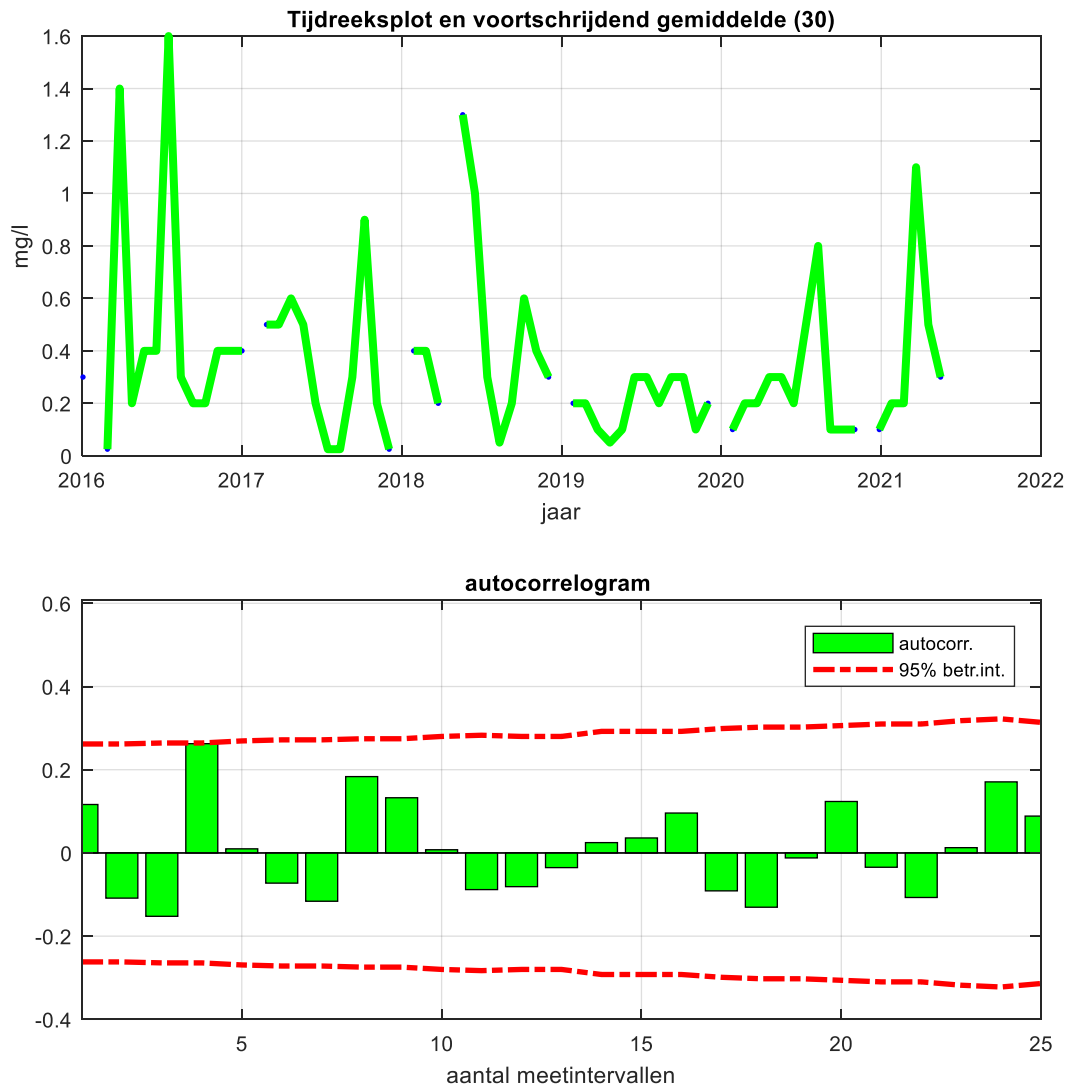 Tijdreeksplot en voortschrijdend gemiddelde (30)
1.6
1.4
1.2
1
0.8
0.6
0.4
0.2
0
mg/l
2016 2017 2018 2019 2020 2021 2022
jaar
autocorrelogram
0.6
0.4
0.2
0
-0.2
-0.4
autocorr.
95% betr.int.
5 10 15 20 25
aantal meetintervallen